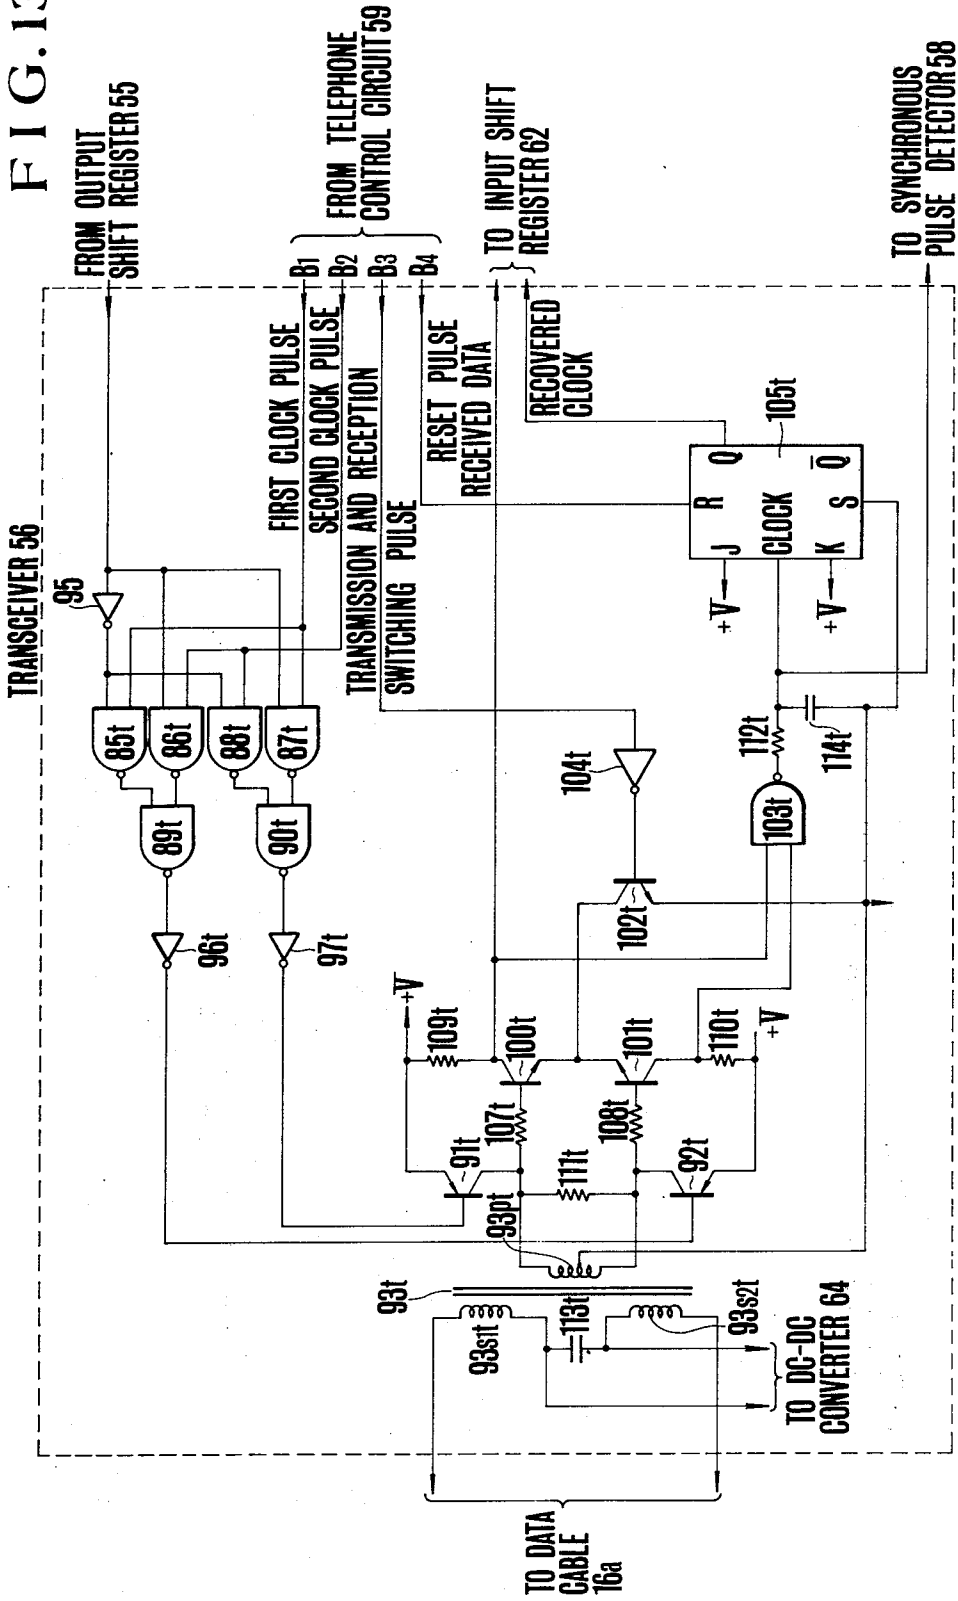 FIG. 13
TRANSCEIVER 56
FROM OUTPUT
SHIFT REGISTER 55
95
85t
86t
88t
87t
89t
90t
96t
97t
FROM TELEPHONE
CONTROL CIRCUIT 59
B1
B2
B3
B4
FIRST CLOCK PULSE
SECOND CLOCK PULSE
TRANSMISSION AND RECEPTION
SWITCHING PULSE
RESET PULSE
RECEIVED DATA
TO INPUT SHIFT
REGISTER 62
RECOVERED
CLOCK
104t
102t
+V
109t
100t
107t
91t
111t
108t
101t
110t
+V
92t
93pt
93t
93s1t
113t
93s2t
TO DATA
CABLE
16a
TO DC-DC
CONVERTER 64
103t
112t
114t
105t
J
R
Q
CLOCK
K
S
Q̅
+V
+V
TO SYNCHRONOUS
PULSE DETECTOR 58